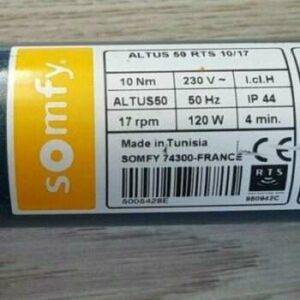 somfy.
ALTUS 50 RTS 10/17
10 Nm 230 V ~ I.cl.H
ALTUS50 50 Hz IP 44
17 rpm 120 W 4 min.
Made in Tunisia
SOMFY 74300-FRANCE
CE
RTS
5005428E